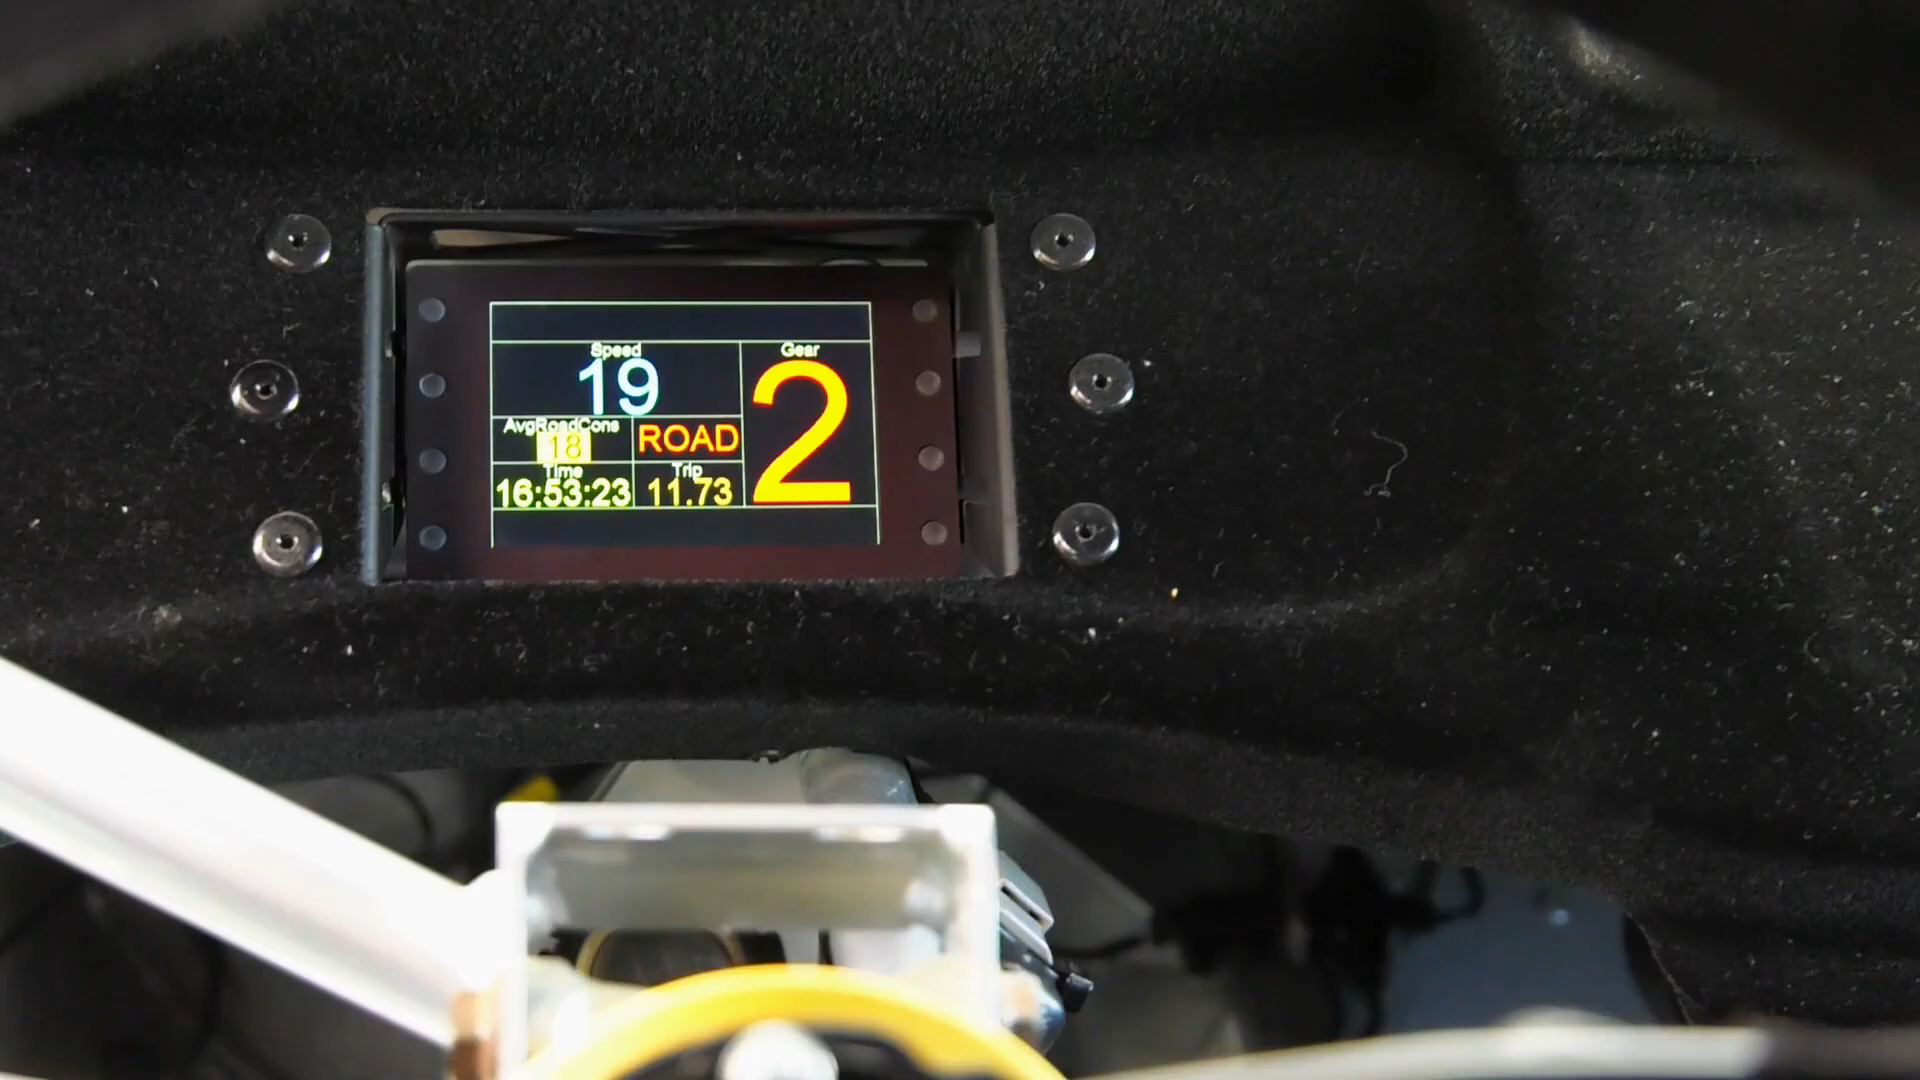 Speed
19
Gear
2
AvgRoadCons
18
ROAD
Time
16:53:23
Trip
11.73